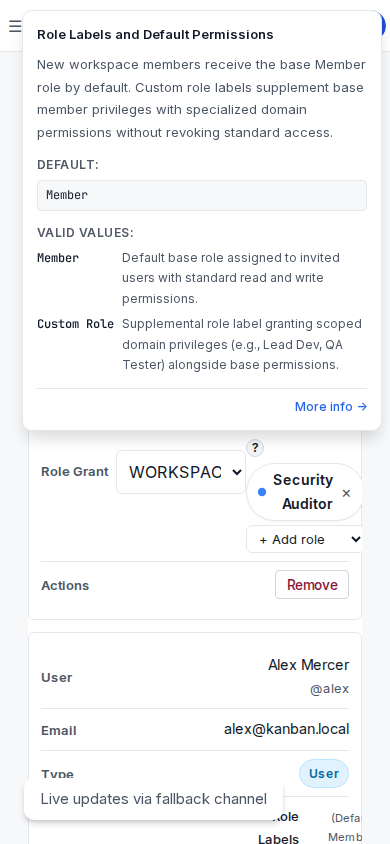 ☰
Role Labels and Default Permissions
New workspace members receive the base Member
role by default. Custom role labels supplement base
member privileges with specialized domain
permissions without revoking standard access.
DEFAULT:
Member
VALID VALUES:
Member Default base role assigned to invited
users with standard read and write
permissions.
Custom Role Supplemental role label granting scoped
domain privileges (e.g., Lead Dev, QA
Tester) alongside base permissions.
More info →
?
Role Grant WORKSPAC
Security
Auditor ×
+ Add role
Actions Remove
User Alex Mercer
@alex
Email alex@kanban.local
Type User
Live updates via fallback channel
Role
Labels
(Defau
Memb